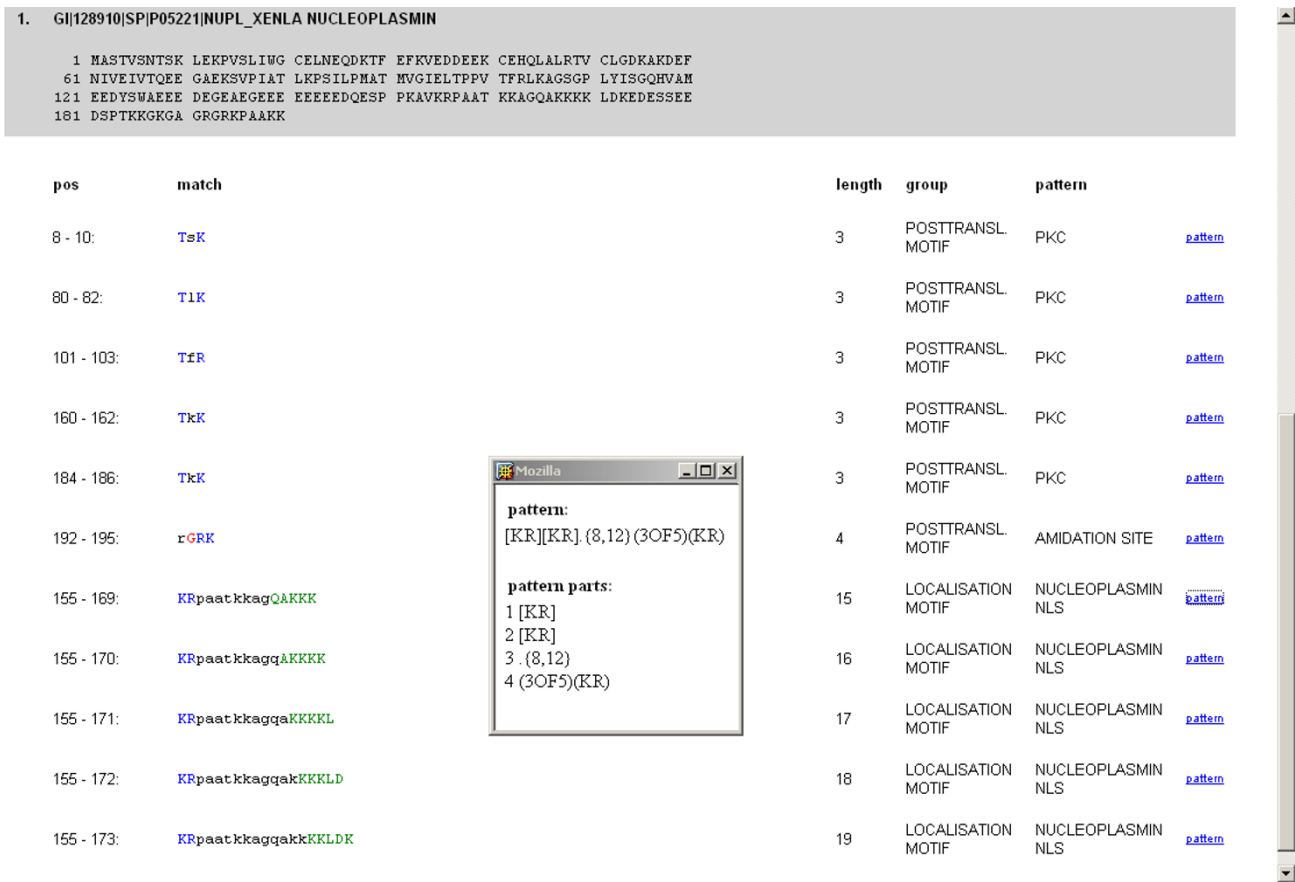 1. GI|128910|SP|P05221|NUPL_XENLA NUCLEOPLASMIN
1 MASTVSNTSK LEKPVSLIWG CELNEQDKTF EFKVEDDEEK CEHQLALRTV CLGDKAKDEF
61 NIVEIVTQEE GAEKSVPIAT LKPSILPMAT MVGIELTPPV TFRLKAGSGP LYISGQHVAM
121 EEDYSWAEEE DEGEAEGEEE EEEEEDQESP PKAVKRPAAT KKAGQAKKKK LDKEDESSEE
181 DSPTKKGKGA GRGRKPAAKK
pos match length group pattern
8 - 10: TsK 3 POSTTRANSL. MOTIF PKC pattern
80 - 82: TlK 3 POSTTRANSL. MOTIF PKC pattern
101 - 103: TfR 3 POSTTRANSL. MOTIF PKC pattern
160 - 162: TkK 3 POSTTRANSL. MOTIF PKC pattern
184 - 186: TkK 3 POSTTRANSL. MOTIF PKC pattern
192 - 195: rGRK 4 POSTTRANSL. MOTIF AMIDATION SITE pattern
155 - 169: KRpaatkkagQAKKK 15 LOCALISATION MOTIF NUCLEOPLASMIN NLS pattern
155 - 170: KRpaatkkagqAKKKK 16 LOCALISATION MOTIF NUCLEOPLASMIN NLS pattern
155 - 171: KRpaatkkagqaKKKKL 17 LOCALISATION MOTIF NUCLEOPLASMIN NLS pattern
155 - 172: KRpaatkkagqakKKKLD 18 LOCALISATION MOTIF NUCLEOPLASMIN NLS pattern
155 - 173: KRpaatkkagqakkKKLDK 19 LOCALISATION MOTIF NUCLEOPLASMIN NLS pattern
Mozilla
pattern:
[KR][KR].{8,12}(3OF5)(KR)
pattern parts:
1 [KR]
2 [KR]
3 .{8,12}
4 (3OF5)(KR)